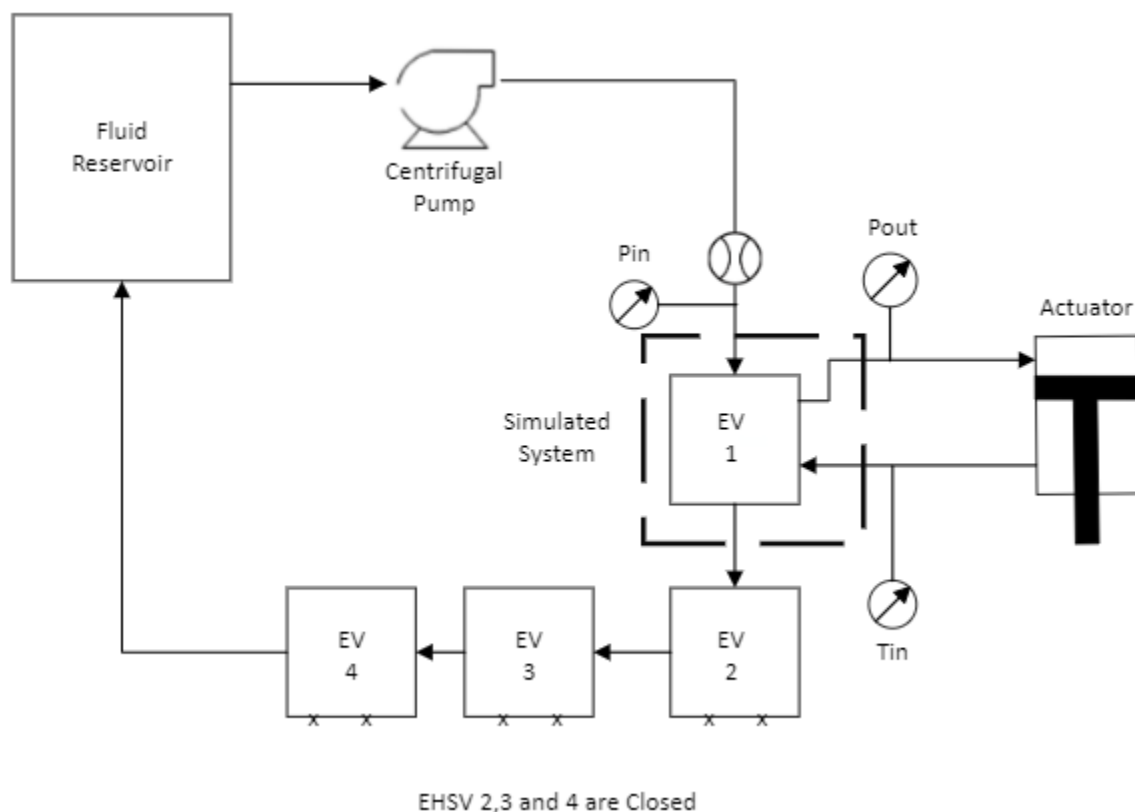 Fluid
Reservoir
Centrifugal
Pump
Pin
Pout
Actuator
Simulated
System
EV
1
EV
4
EV
3
EV
2
Tin
x x x x x x
EHSV 2,3 and 4 are Closed